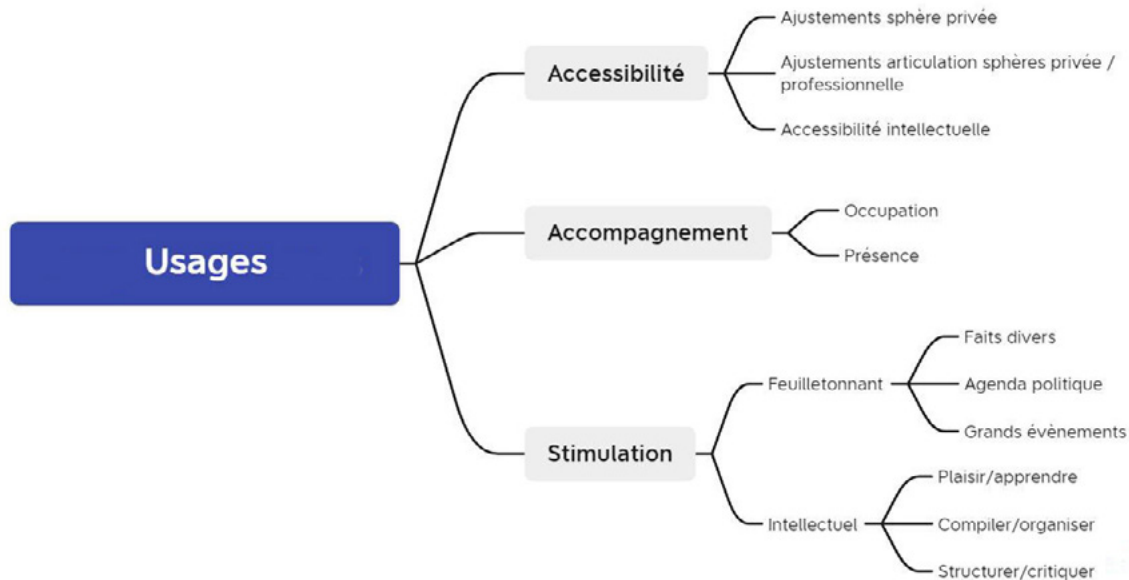 Usages
Accessibilité
Ajustements sphère privée
Ajustements articulation sphères privée /
professionnelle
Accessibilité intellectuelle
Accompagnement
Occupation
Présence
Stimulation
Feuilletonnant
Faits divers
Agenda politique
Grands évènements
Intellectuel
Plaisir/apprendre
Compiler/organiser
Structurer/critiquer